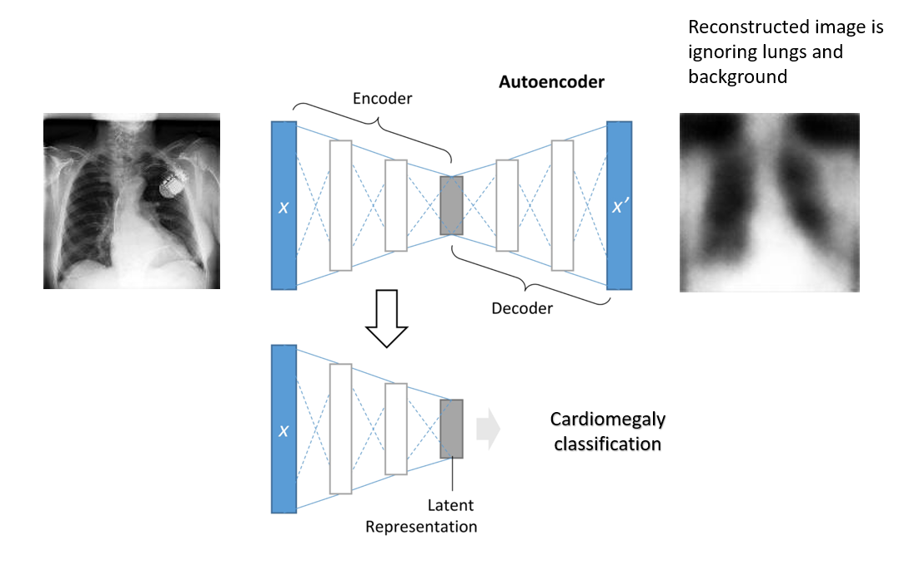 Reconstructed image is
ignoring lungs and
background
Autoencoder
Encoder
x
x′
Decoder
x
Cardiomegaly
classification
Latent
Representation